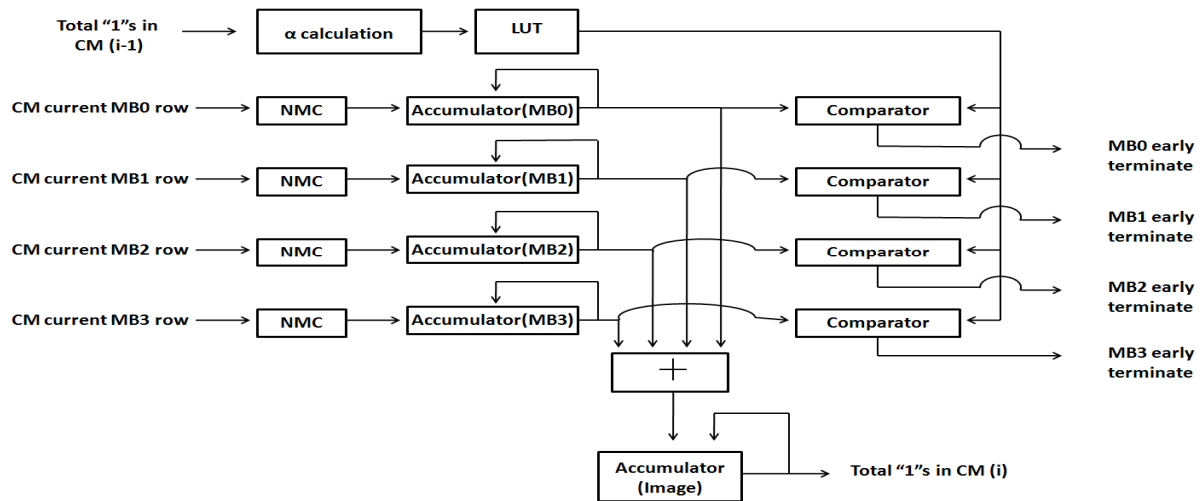 Total “1”s in
CM (i-1)
α calculation
LUT
CM current MB0 row
NMC
Accumulator(MB0)
Comparator
MB0 early
terminate
CM current MB1 row
NMC
Accumulator(MB1)
Comparator
MB1 early
terminate
CM current MB2 row
NMC
Accumulator(MB2)
Comparator
MB2 early
terminate
CM current MB3 row
NMC
Accumulator(MB3)
Comparator
MB3 early
terminate
+
Accumulator
(Image)
Total “1”s in CM (i)